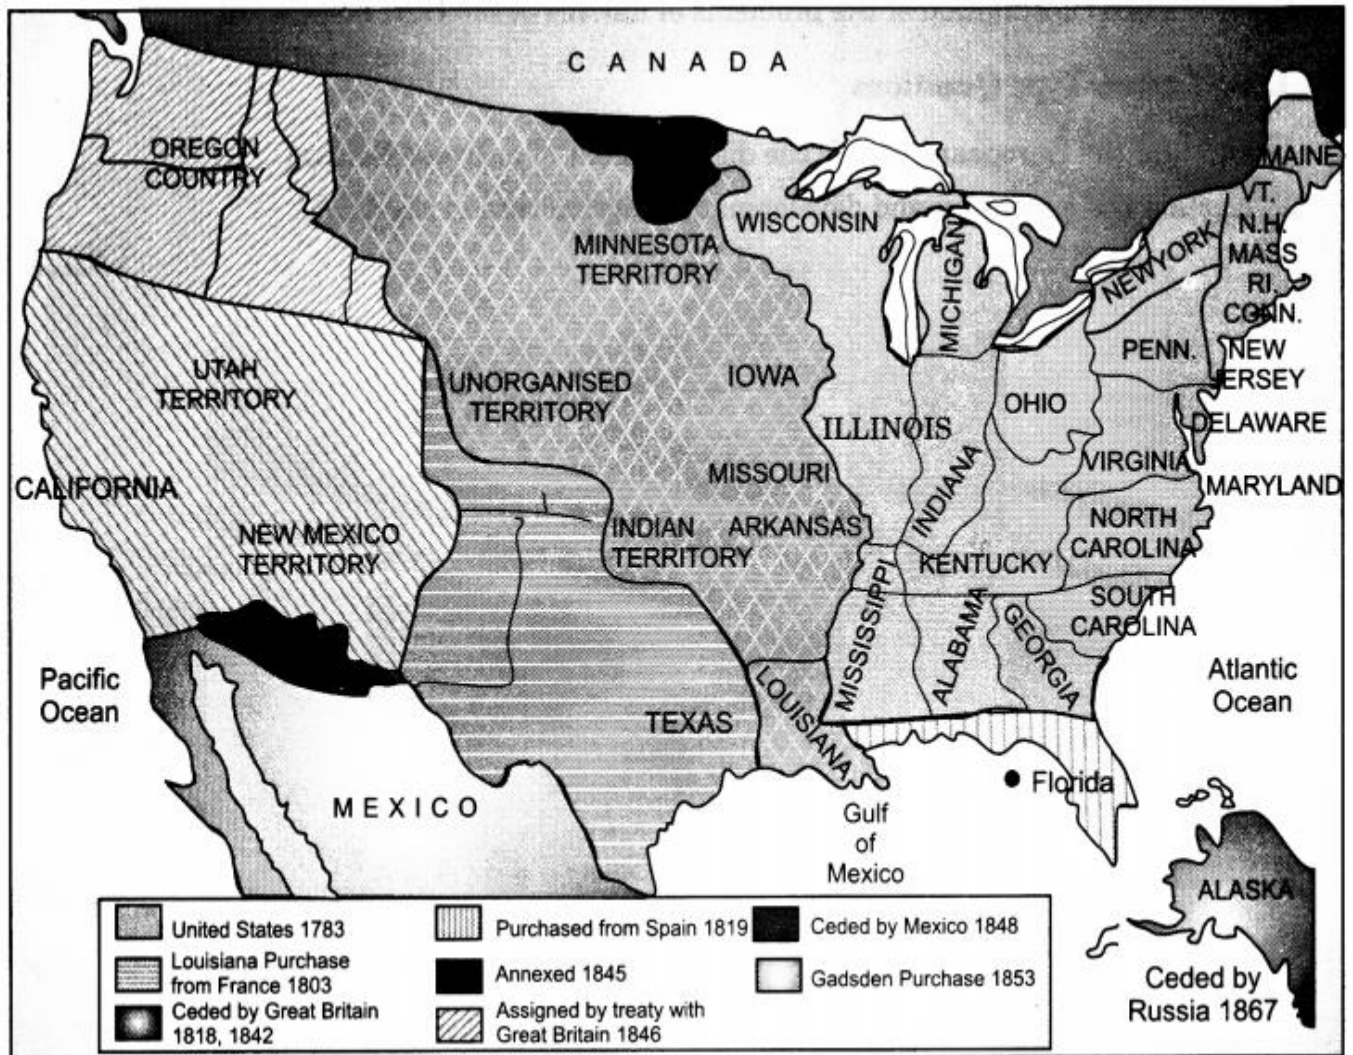 CANADA
OREGON
COUNTRY
MAINE
VT.
N.H.
MASS
RI.
CONN.
WISCONSIN
MINNESOTA
TERRITORY
MICHIGAN
NEWYORK
PENN.
NEW
JERSEY
UTAH
TERRITORY
UNORGANISED
TERRITORY
IOWA
OHIO
ILLINOIS
DELAWARE
INDIANA
VIRGINIA
MISSOURI
CALIFORNIA
MARYLAND
NEW MEXICO
TERRITORY
INDIAN
TERRITORY
ARKANSAS
NORTH
CAROLINA
KENTUCKY
SOUTH
CAROLINA
MISSISSIPPI
ALABAMA
GEORGIA
Pacific
Ocean
Atlantic
Ocean
TEXAS
LOUISIANA
MEXICO
Florida
Gulf
of
Mexico
ALASKA
Ceded by
Russia 1867
United States 1783
Louisiana Purchase
from France 1803
Ceded by Great Britain
1818, 1842
Purchased from Spain 1819
Annexed 1845
Assigned by treaty with
Great Britain 1846
Ceded by Mexico 1848
Gadsden Purchase 1853